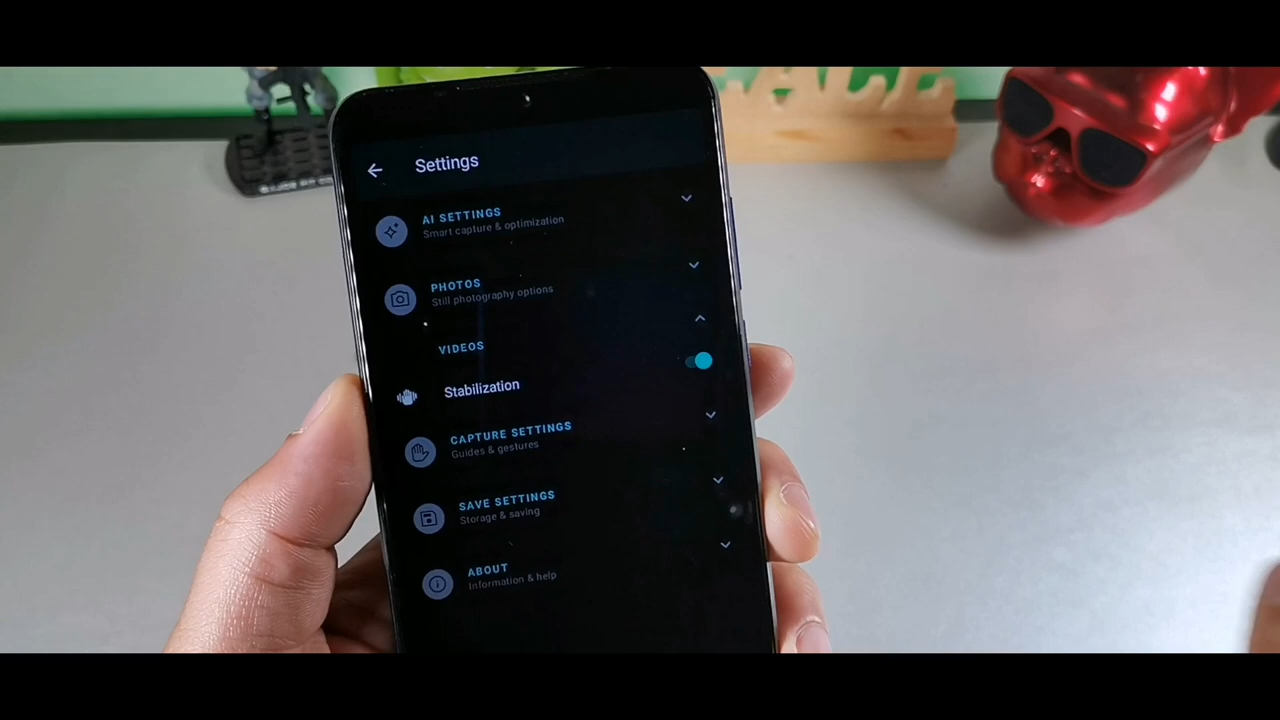 Settings
AI SETTINGS
Smart capture & optimization
PHOTOS
Still photography options
VIDEOS
Stabilization
CAPTURE SETTINGS
Guides & gestures
SAVE SETTINGS
Storage & saving
ABOUT
Information & help